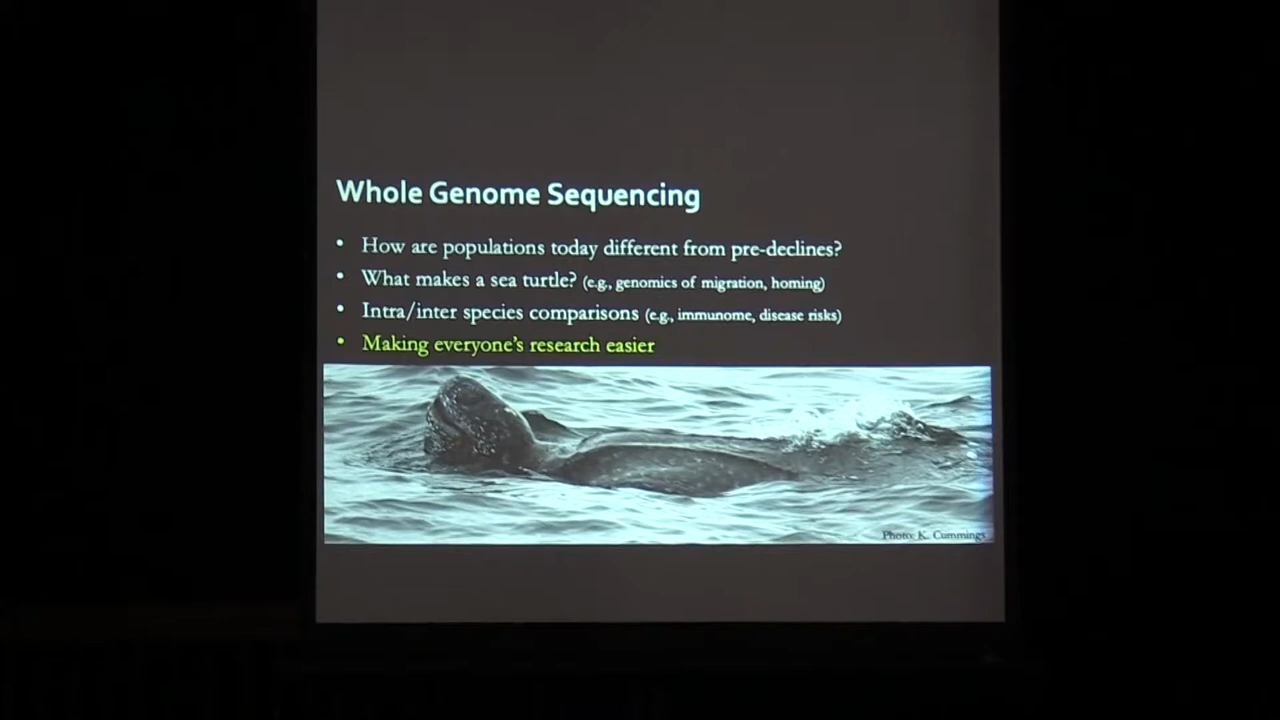 Whole Genome Sequencing
• How are populations today different from pre-declines?
• What makes a sea turtle? (e.g., genomics of migration, homing)
• Intra/inter species comparisons (e.g., immunome, disease risks)
• Making everyone's research easier
Photo: K. Cummings